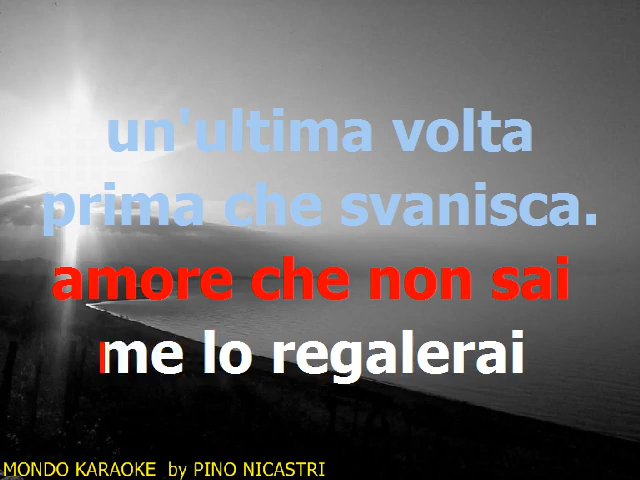 un'ultima volta
prima che svanisca.
amore che non sai
me lo regalerai
MONDO KARAOKE by PINO NICASTRI